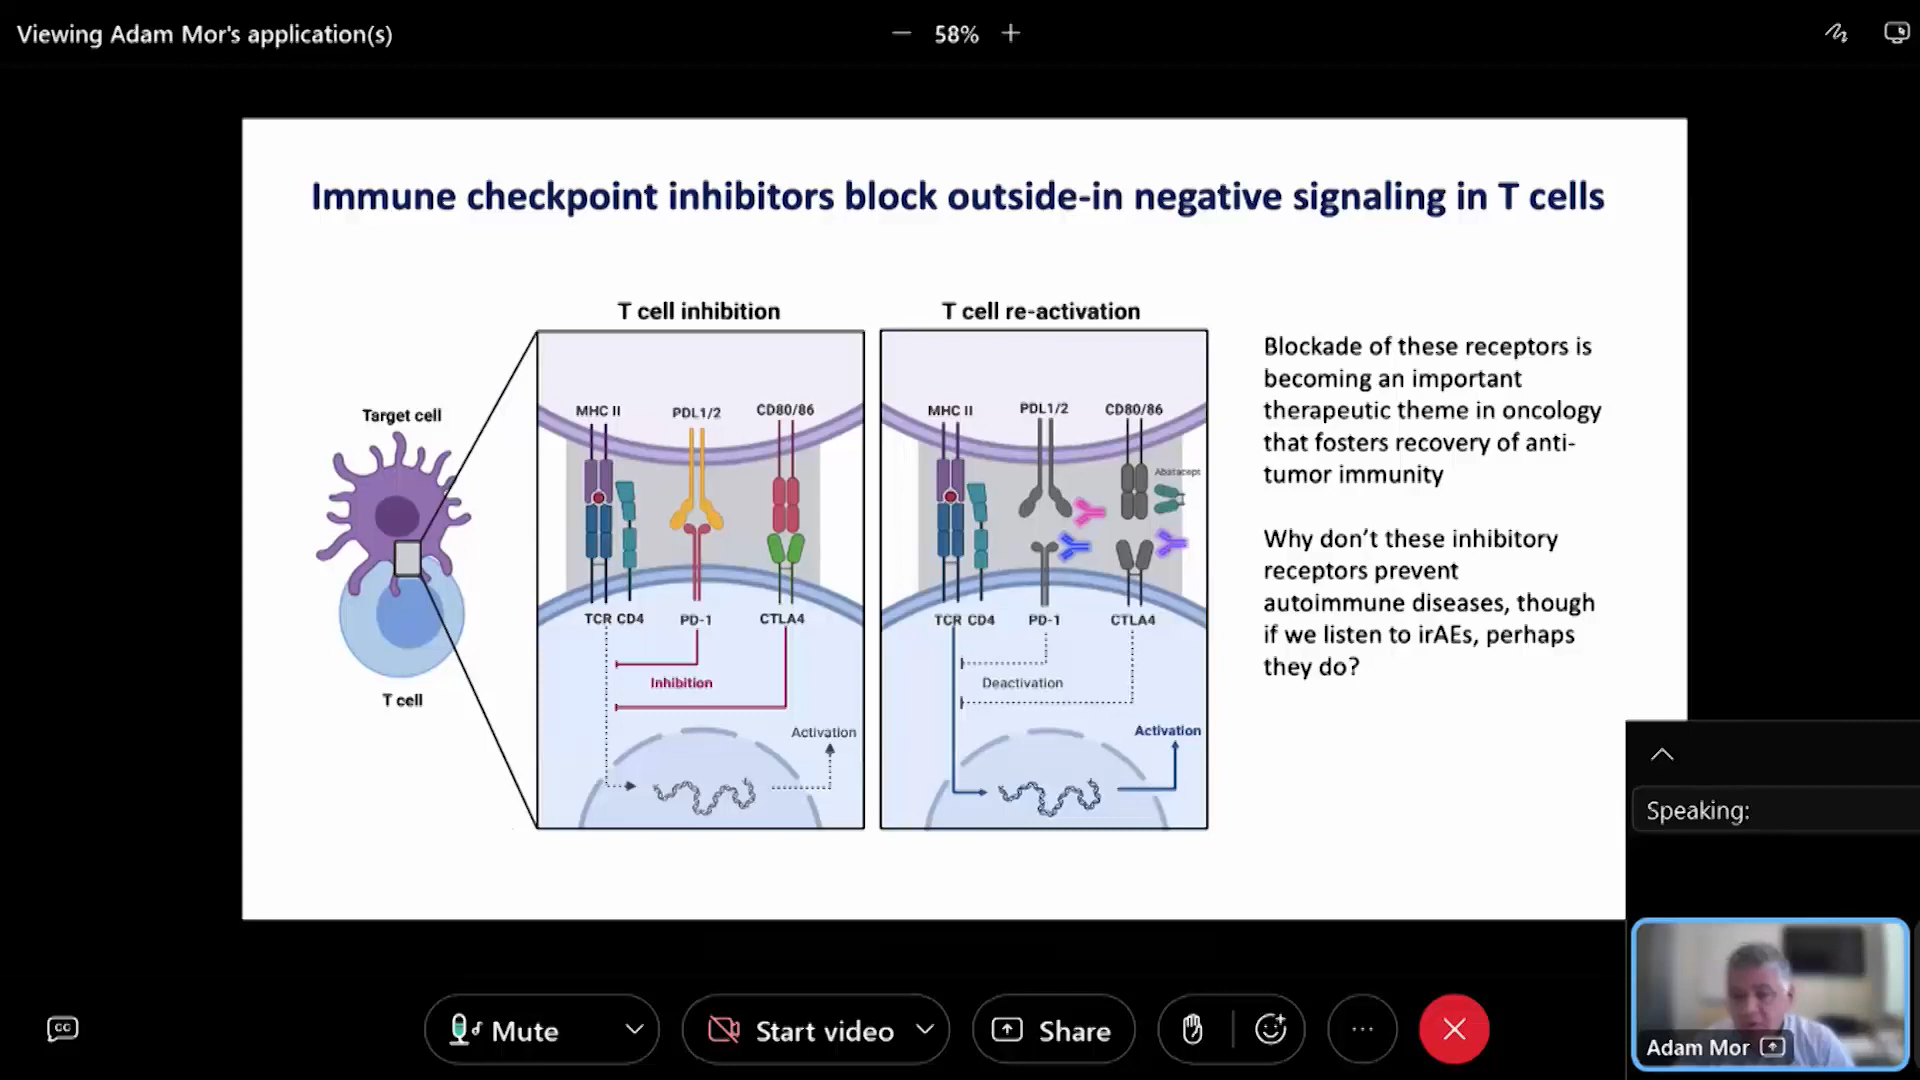 Viewing Adam Mor's application(s)
58%
Immune checkpoint inhibitors block outside-in negative signaling in T cells
T cell inhibition
T cell re-activation
Target cell
T cell
MHC II
PDL1/2
CD80/86
TCR CD4
PD-1
CTLA4
Inhibition
Activation
MHC II
PDL1/2
CD80/86
Abatacept
TCR CD4
PD-1
CTLA4
Deactivation
Activation
Blockade of these receptors is
becoming an important
therapeutic theme in oncology
that fosters recovery of anti-
tumor immunity
Why don't these inhibitory
receptors prevent
autoimmune diseases, though
if we listen to irAEs, perhaps
they do?
Speaking:
Adam Mor
CC
Mute
Start video
Share